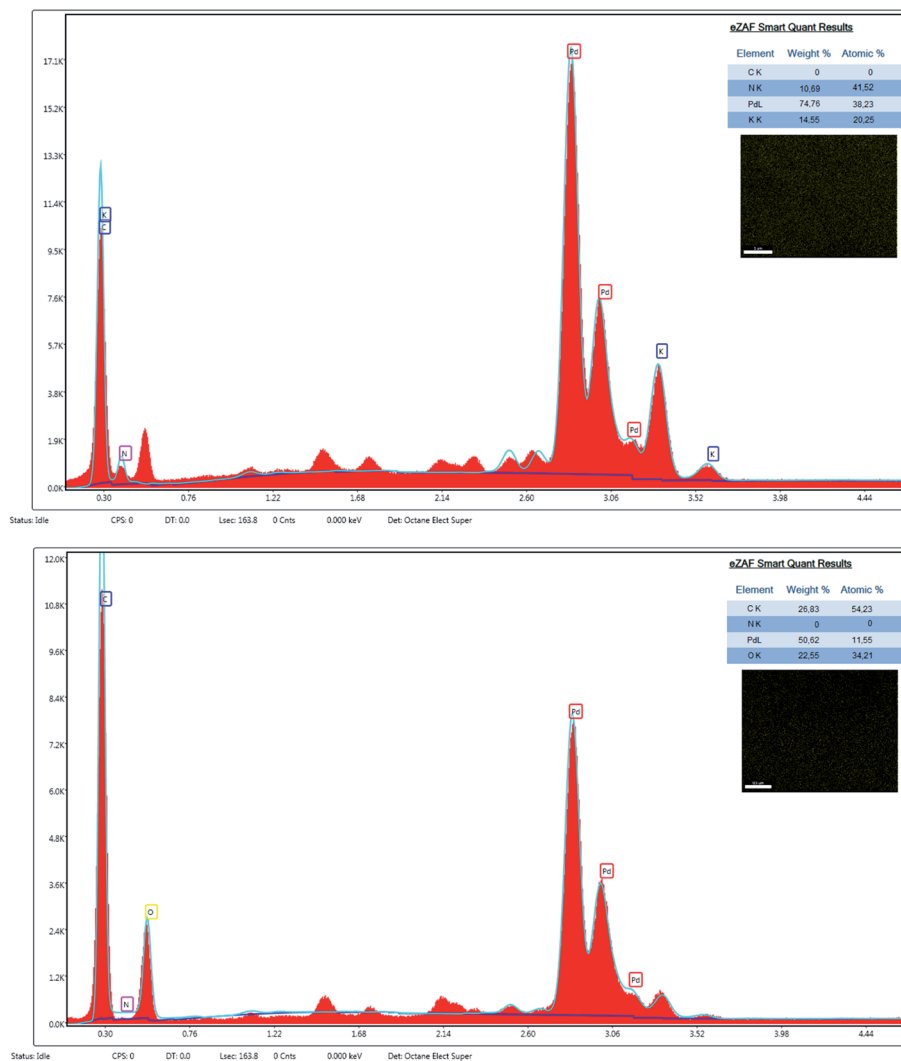 eZAF Smart Quant Results
Element Weight % Atomic %
C K 0 0
N K 10,69 41,52
PdL 74,76 38,23
K K 14,55 20,25
17.1K
15.2K
13.3K
11.4K
9.5K
7.6K
5.7K
3.8K
1.9K
0.0K
K
C
N
Pd
Pd
Pd
K
K
0.30 0.76 1.22 1.68 2.14 2.60 3.06 3.52 3.98 4.44
Status: Idle CPS: 0 DT: 0.0 Lsec: 163.8 0 Cnts 0.000 keV Det: Octane Elect Super
eZAF Smart Quant Results
Element Weight % Atomic %
C K 26,83 54,23
N K 0 0
PdL 50,62 11,55
O K 22,55 34,21
12.0K
10.8K
9.6K
8.4K
7.2K
6.0K
4.8K
3.6K
2.4K
1.2K
0.0K
C
N
O
Pd
Pd
Pd
0.30 0.76 1.22 1.68 2.14 2.60 3.06 3.52 3.98 4.44
Status: Idle CPS: 0 DT: 0.0 Lsec: 163.8 0 Cnts 0.000 keV Det: Octane Elect Super